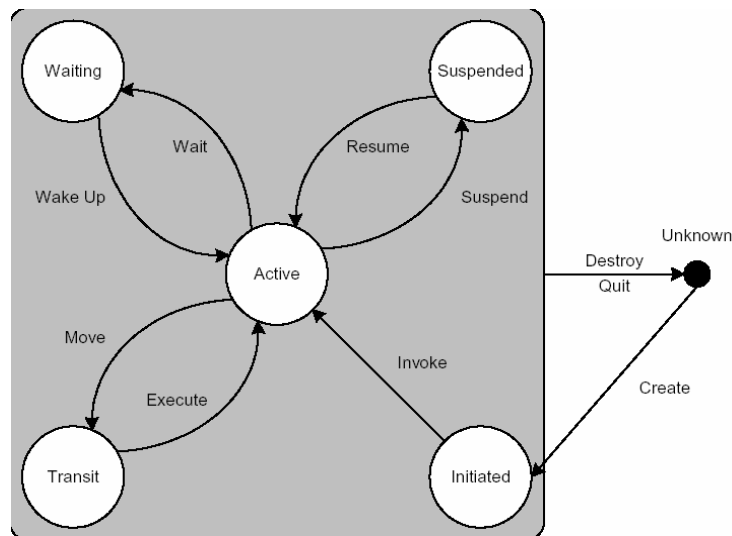 Waiting
Suspended
Wait
Resume
Wake Up
Suspend
Unknown
Destroy
Quit
Active
Move
Invoke
Execute
Create
Transit
Initiated